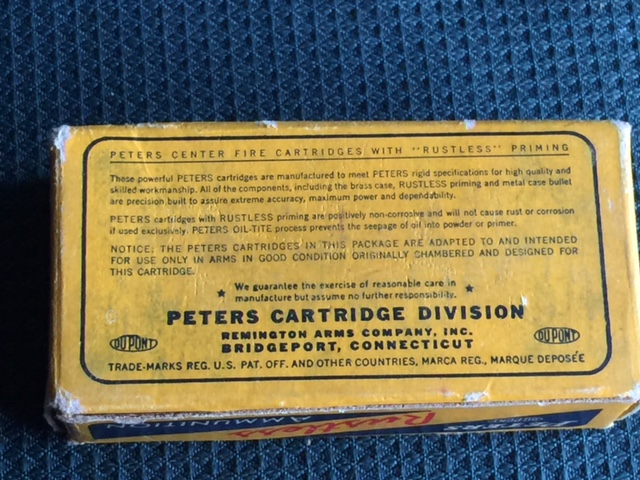 PETERS CENTER FIRE CARTRIDGES WITH "RUSTLESS" PRIMING
These powerful PETERS cartridges are manufactured to meet PETERS rigid specifications for high quality and
skilled workmanship. All of the components, including the brass case, RUSTLESS priming and metal case bullet
are precision built to assure extreme accuracy, maximum power and dependability.
PETERS cartridges with RUSTLESS priming are positively non-corrosive and will not cause rust or corrosion
if used exclusively. PETERS OIL-TITE process prevents the seepage of oil into powder or primer.
NOTICE: THE PETERS CARTRIDGES IN THIS PACKAGE ARE ADAPTED TO AND INTENDED
FOR USE ONLY IN ARMS IN GOOD CONDITION ORIGINALLY CHAMBERED AND DESIGNED FOR
THIS CARTRIDGE.
We guarantee the exercise of reasonable care in
manufacture but assume no further responsibility.
PETERS CARTRIDGE DIVISION
REMINGTON ARMS COMPANY, INC.
BRIDGEPORT, CONNECTICUT
DU PONT
DU PONT
TRADE-MARKS REG. U.S. PAT. OFF. AND OTHER COUNTRIES, MARCA REG., MARQUE DEPOSÉE
PETERS Rustless